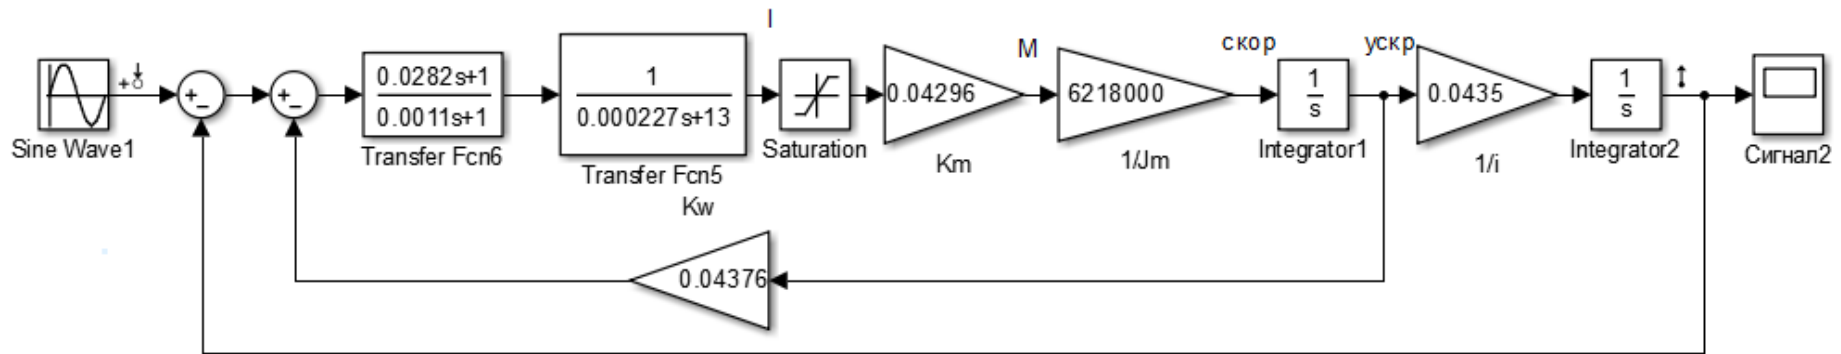 I
M
скор
ускр
Sine Wave1
+
−
+
−
0.0282s+1
0.0011s+1
Transfer Fcn6
1
0.000227s+13
Transfer Fcn5
Saturation
0.04296
Km
6218000
1/Jm
1
s
Integrator1
0.0435
1/i
1
s
Integrator2
Сигнал2
Kw
0.04376